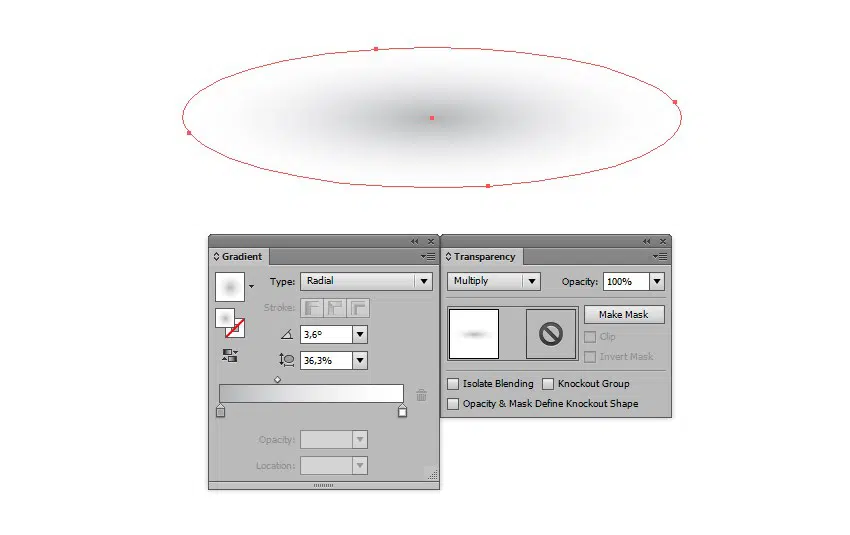 Gradient
Type: Radial
Stroke:
3,6°
36,3%
Opacity:
Location:
Transparency
Multiply Opacity: 100%
Make Mask
Clip
Invert Mask
Isolate Blending Knockout Group
Opacity & Mask Define Knockout Shape